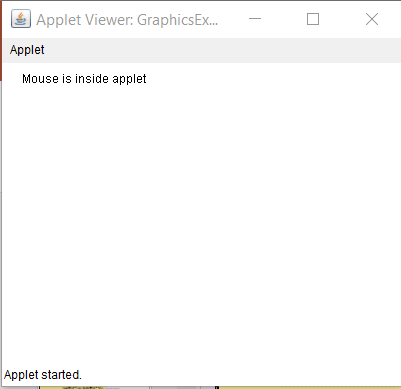 Applet Viewer: GraphicsEx...
Applet
Mouse is inside applet
Applet started.